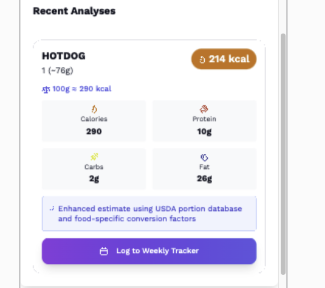 Recent Analyses
HOTDOG
214 kcal
1 (~76g)
100g = 290 kcal
Calories
290
Protein
10g
Carbs
2g
Fat
26g
Enhanced estimate using USDA portion database
and food-specific conversion factors
Log to Weekly Tracker